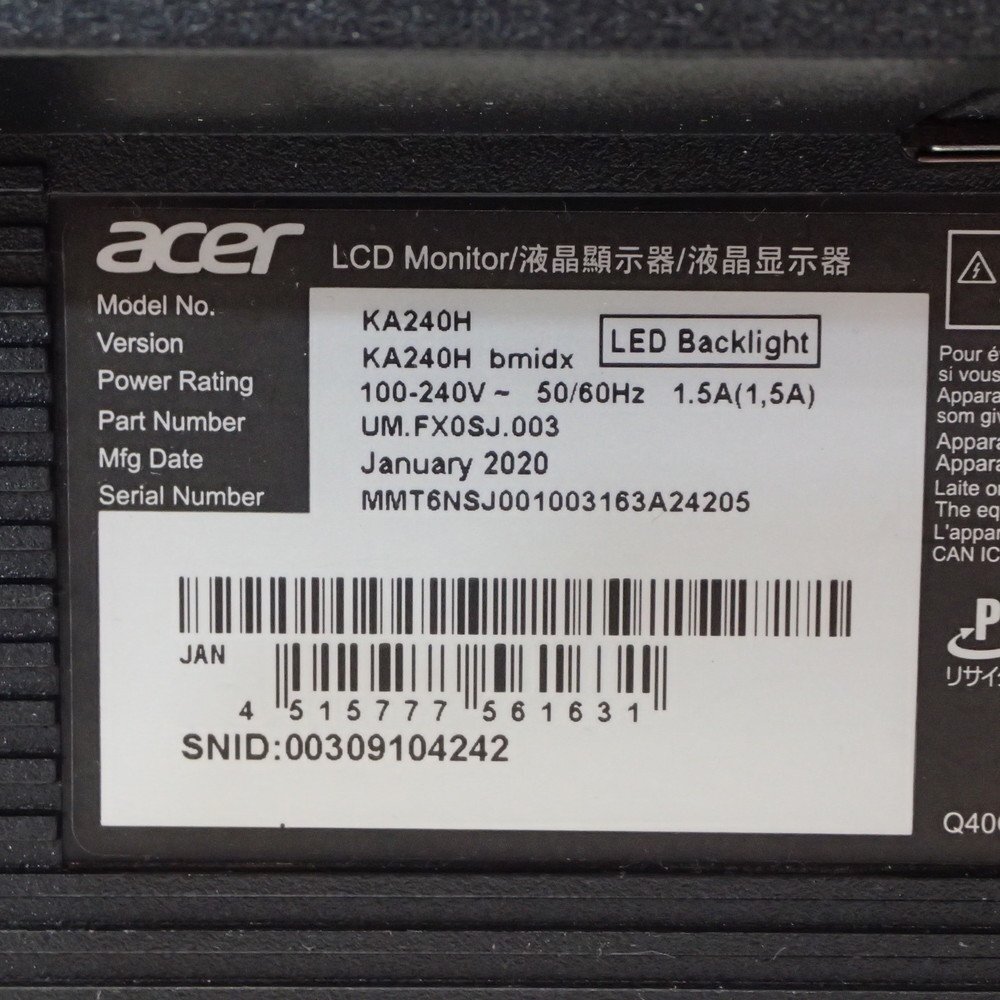 acer LCD Monitor/液晶顯示器/液晶显示器
Model No. KA240H
Version KA240H bmidx
LED Backlight
Power Rating 100-240V ~ 50/60Hz 1.5A(1,5A)
Part Number UM.FX0SJ.003
Mfg Date January 2020
Serial Number MMT6NSJ001003163A24205
JAN
4 515777 561631
SNID:00309104242
Pour é
si vous
Appara
som giv
Appara
Appara
Laite or
The eq
L'appar
CAN IC
P
リサイ
Q40